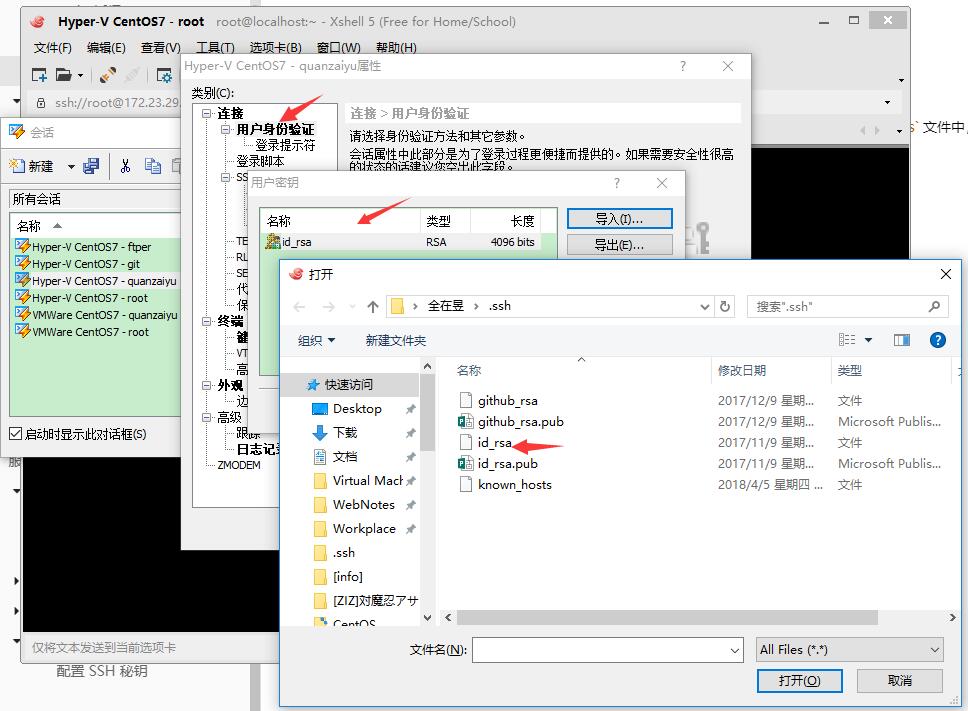 Hyper-V CentOS7 - root root@localhost:~ - Xshell 5 (Free for Home/School)
文件(F) 编辑(E) 查看(V) 工具(T) 选项卡(B) 窗口(W) 帮助(H)
ssh://root@172.23.29.
s` 文件中,
Hyper-V CentOS7 - quanzaiyu属性
?
类别(C):
连接
用户身份验证
登录提示符
登录脚本
SS
TE
RL
SE
代
保
终端
键
VT
高
外观
边
高级
跟踪
日志记录
ZMODEM
连接 > 用户身份验证
请选择身份验证方法和其它参数。
会话属性中此部分是为了登录过程更便捷而提供的。如果需要安全性很高
的状态的话建议您空出此字段。
会话
新建
所有会话
名称
Hyper-V CentOS7 - ftper
Hyper-V CentOS7 - git
Hyper-V CentOS7 - quanzaiyu
Hyper-V CentOS7 - root
VMWare CentOS7 - quanzaiyu
VMWare CentOS7 - root
启动时显示此对话框(S)
用户密钥
?
名称 类型 长度
id_rsa RSA 4096 bits
导入(I)...
导出(E)...
打开
全在昱 › .ssh
搜索".ssh"
组织 新建文件夹
?
快速访问
Desktop
下载
文档
Virtual Mach
WebNotes
Workplace
.ssh
[info]
[ZIZ]対魔忍アサ
CentOS
名称 修改日期 类型
github_rsa 2017/12/9 星期... 文件
github_rsa.pub 2017/12/9 星期... Microsoft Publis...
id_rsa 2017/11/9 星期... 文件
id_rsa.pub 2017/11/9 星期... Microsoft Publis...
known_hosts 2018/4/5 星期四 ... 文件
文件名(N):
All Files (*.*)
打开(O)
取消
仅将文本发送到当前选项卡
配置 SSH 秘钥